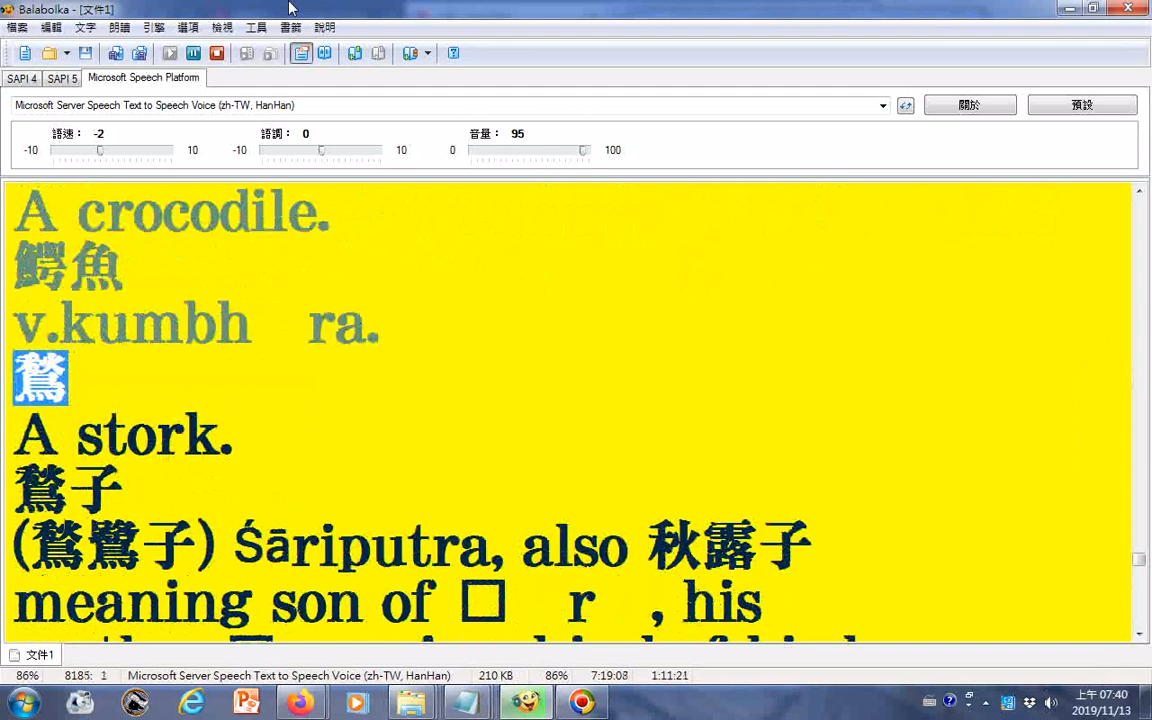 Balabolka - [文件1]
檔案 編輯 文字 朗讀 引擎 選項 檢視 工具 書籤 說明
SAPI 4 SAPI 5 Microsoft Speech Platform
Microsoft Server Speech Text to Speech Voice (zh-TW, HanHan) 關於 預設
語速: -2 語調: 0 音量: 95
-10 10 -10 10 0 100
A crocodile.
鰐魚
v.kumbh ra.
鶖
A stork.
鶖子
(鶖鷺子) Śāriputra, also 秋露子
meaning son of □ r , his
文件1
86% 8185: 1 Microsoft Server Speech Text to Speech Voice (zh-TW, HanHan) 210 KB 86% 7:19:08 1:11:21
上午 07:40
2019/11/13